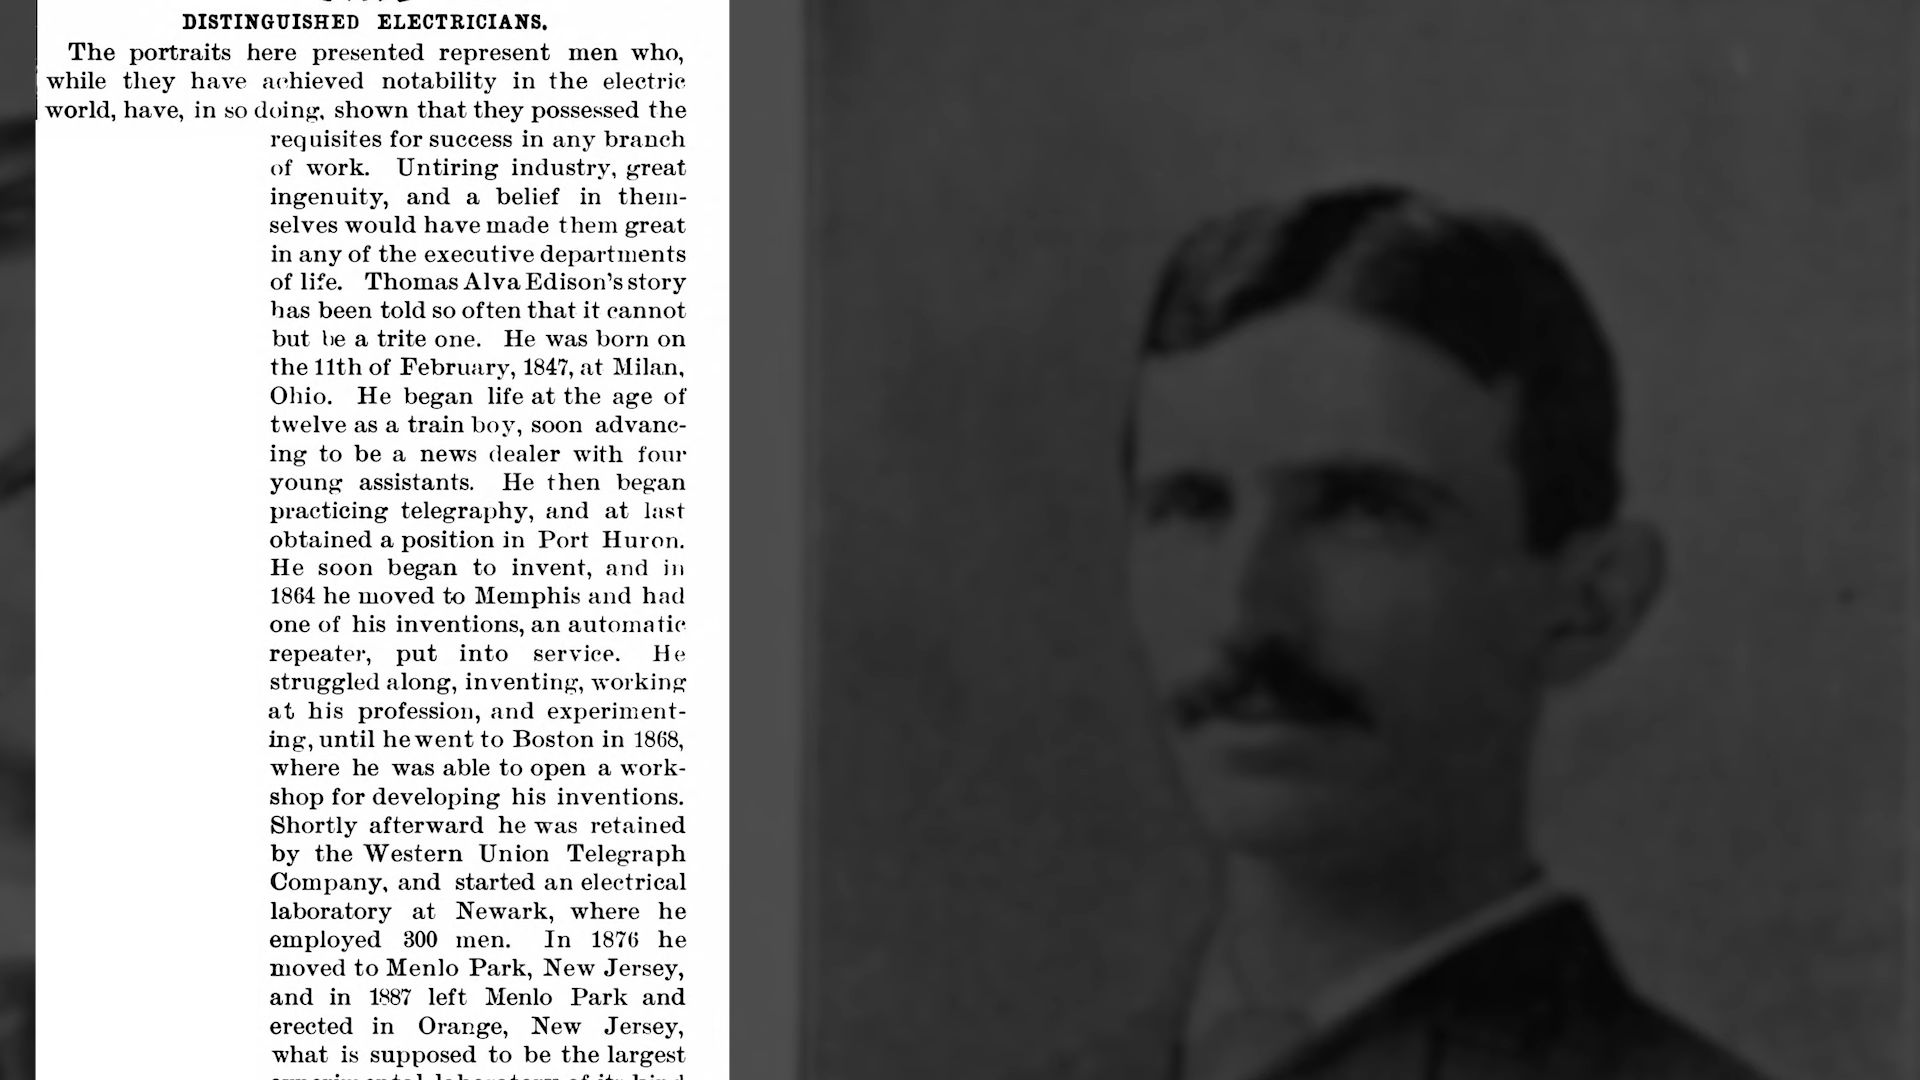 DISTINGUISHED ELECTRICIANS.
The portraits here presented represent men who,
while they have achieved notability in the electric
world, have, in so doing, shown that they possessed the
requisites for success in any branch
of work. Untiring industry, great
ingenuity, and a belief in them-
selves would have made them great
in any of the executive departments
of life. Thomas Alva Edison's story
has been told so often that it cannot
but be a trite one. He was born on
the 11th of February, 1847, at Milan,
Ohio. He began life at the age of
twelve as a train boy, soon advanc-
ing to be a news dealer with four
young assistants. He then began
practicing telegraphy, and at last
obtained a position in Port Huron.
He soon began to invent, and in
1864 he moved to Memphis and had
one of his inventions, an automatic
repeater, put into service. He
struggled along, inventing, working
at his profession, and experiment-
ing, until he went to Boston in 1868,
where he was able to open a work-
shop for developing his inventions.
Shortly afterward he was retained
by the Western Union Telegraph
Company, and started an electrical
laboratory at Newark, where he
employed 300 men. In 1876 he
moved to Menlo Park, New Jersey,
and in 1887 left Menlo Park and
erected in Orange, New Jersey,
what is supposed to be the largest
experimental laboratory of its kind